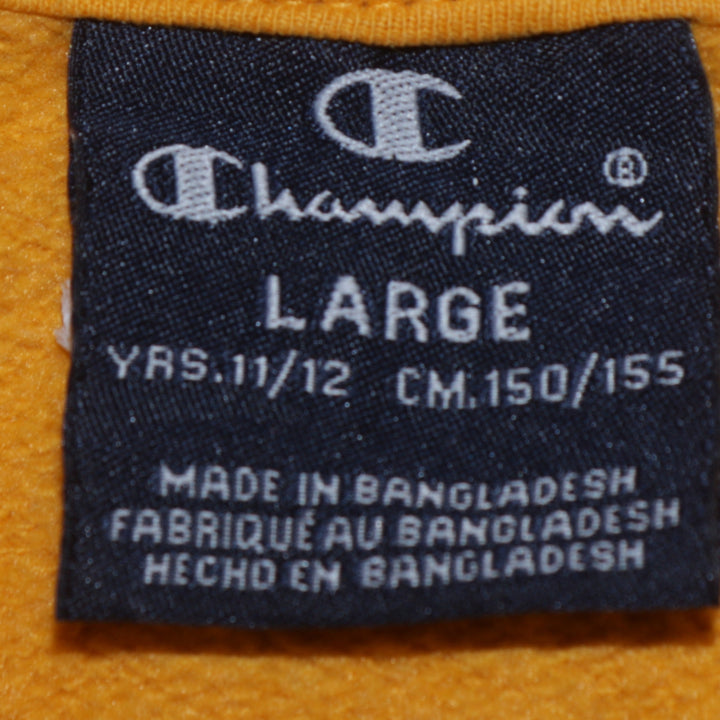 Champion®
LARGE
YRS.11/12 CM.150/155
MADE IN BANGLADESH
FABRIQUÉ AU BANGLADESH
HECHO EN BANGLADESH